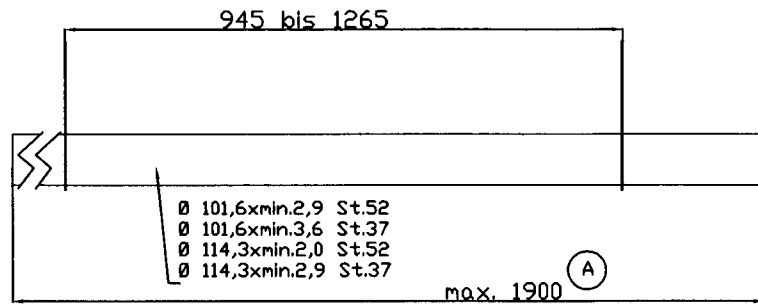 945 bis 1265
Ø 101,6xmin.2,9 St.52
Ø 101,6xmin.3,6 St.37
Ø 114,3xmin.2,0 St.52
Ø 114,3xmin.2,9 St.37
A
max. 1900